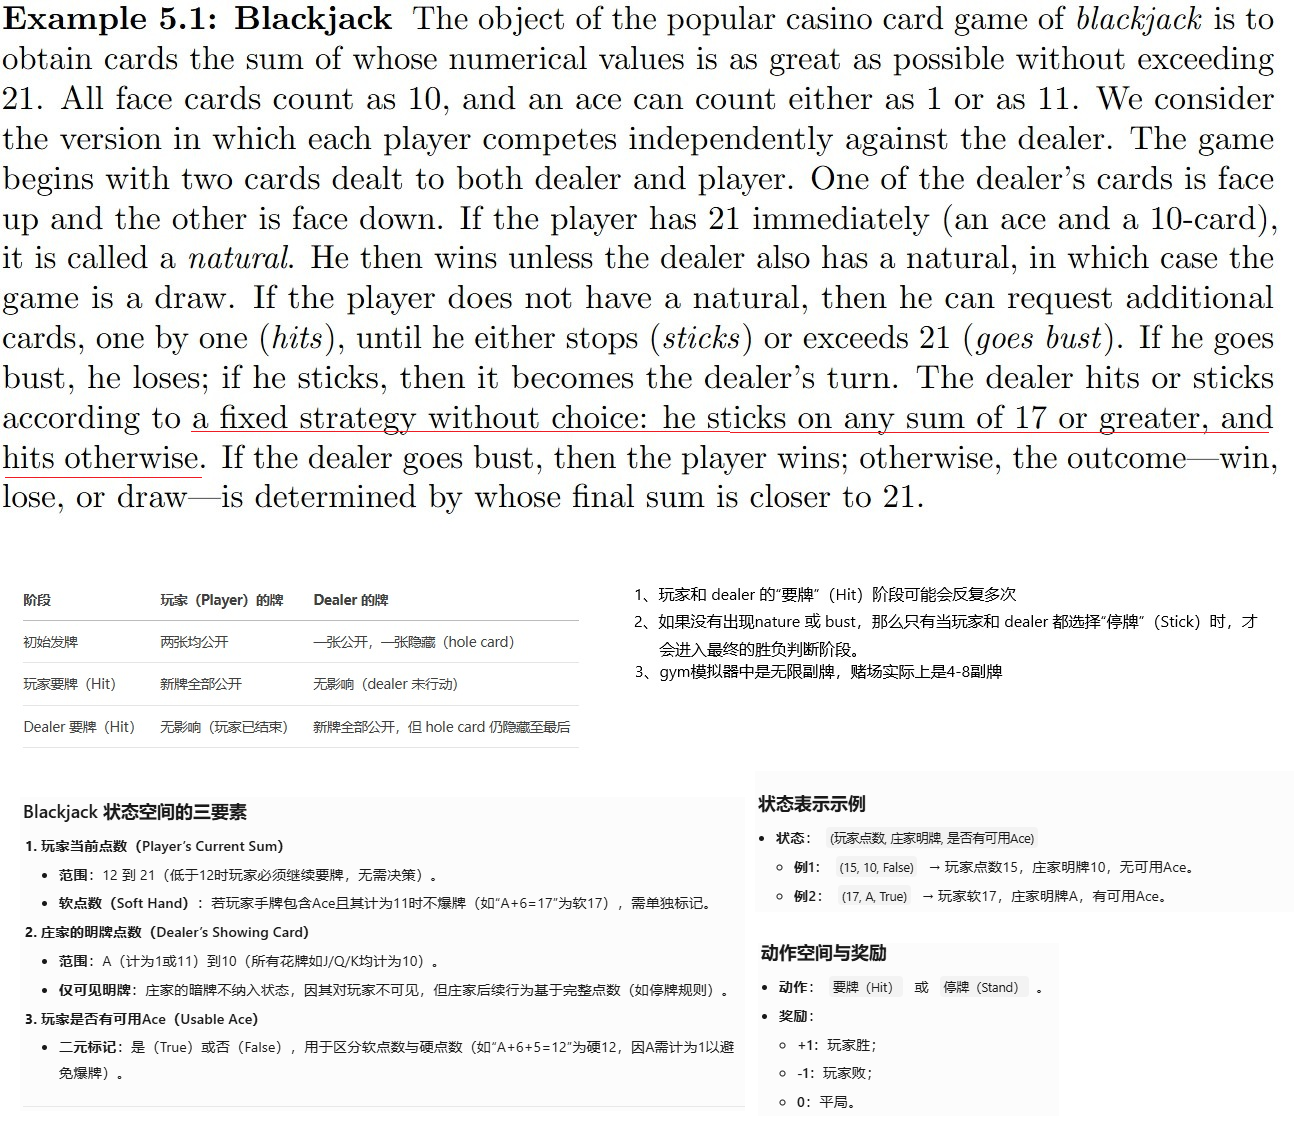 Example 5.1: Blackjack The object of the popular casino card game of blackjack is to
obtain cards the sum of whose numerical values is as great as possible without exceeding
21. All face cards count as 10, and an ace can count either as 1 or as 11. We consider
the version in which each player competes independently against the dealer. The game
begins with two cards dealt to both dealer and player. One of the dealer's cards is face
up and the other is face down. If the player has 21 immediately (an ace and a 10-card),
it is called a natural. He then wins unless the dealer also has a natural, in which case the
game is a draw. If the player does not have a natural, then he can request additional
cards, one by one (hits), until he either stops (sticks) or exceeds 21 (goes bust). If he goes
bust, he loses; if he sticks, then it becomes the dealer's turn. The dealer hits or sticks
according to a fixed strategy without choice: he sticks on any sum of 17 or greater, and
hits otherwise. If the dealer goes bust, then the player wins; otherwise, the outcome—win,
lose, or draw—is determined by whose final sum is closer to 21.
阶段 玩家（Player）的牌 Dealer 的牌
初始发牌 两张均公开 一张公开，一张隐藏（hole card）
玩家要牌（Hit） 新牌全部公开 无影响（dealer 未行动）
Dealer 要牌（Hit） 无影响（玩家已结束） 新牌全部公开，但 hole card 仍隐藏至最后
1、玩家和 dealer 的“要牌”（Hit）阶段可能会反复多次
2、如果没有出现nature 或 bust，那么只有当玩家和 dealer 都选择“停牌”（Stick）时，才
会进入最终的胜负判断阶段。
3、gym模拟器中是无限副牌，赌场实际上是4-8副牌
Blackjack 状态空间的三要素
1. 玩家当前点数（Player's Current Sum）
• 范围：12 到 21（低于12时玩家必须继续要牌，无需决策）。
• 软点数（Soft Hand）：若玩家手牌包含Ace且其计为11时不爆牌（如“A+6=17”为软17），需单独标记。
2. 庄家的明牌点数（Dealer's Showing Card）
• 范围：A（计为1或11）到10（所有花牌如J/Q/K均计为10）。
• 仅可见明牌：庄家的暗牌不纳入状态，因其对玩家不可见，但庄家后续行为基于完整点数（如停牌规则）。
3. 玩家是否有可用Ace（Usable Ace）
• 二元标记：是（True）或否（False），用于区分软点数与硬点数（如“A+6+5=12”为硬12，因A需计为1以避
免爆牌）。
状态表示示例
• 状态： (玩家点数, 庄家明牌, 是否有可用Ace)
○ 例1： (15, 10, False) → 玩家点数15，庄家明牌10，无可用Ace。
○ 例2： (17, A, True) → 玩家软17，庄家明牌A，有可用Ace。
动作空间与奖励
• 动作： 要牌（Hit） 或 停牌（Stand） 。
• 奖励：
○ +1：玩家胜；
○ -1：玩家败；
○ 0：平局。